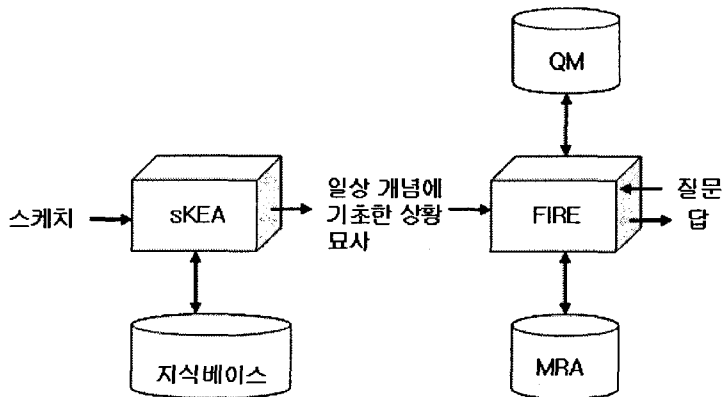 QM
스케치
sKEA
일상 개념에
기초한 상황
묘사
FIRE
질문
답
지식베이스
MRA